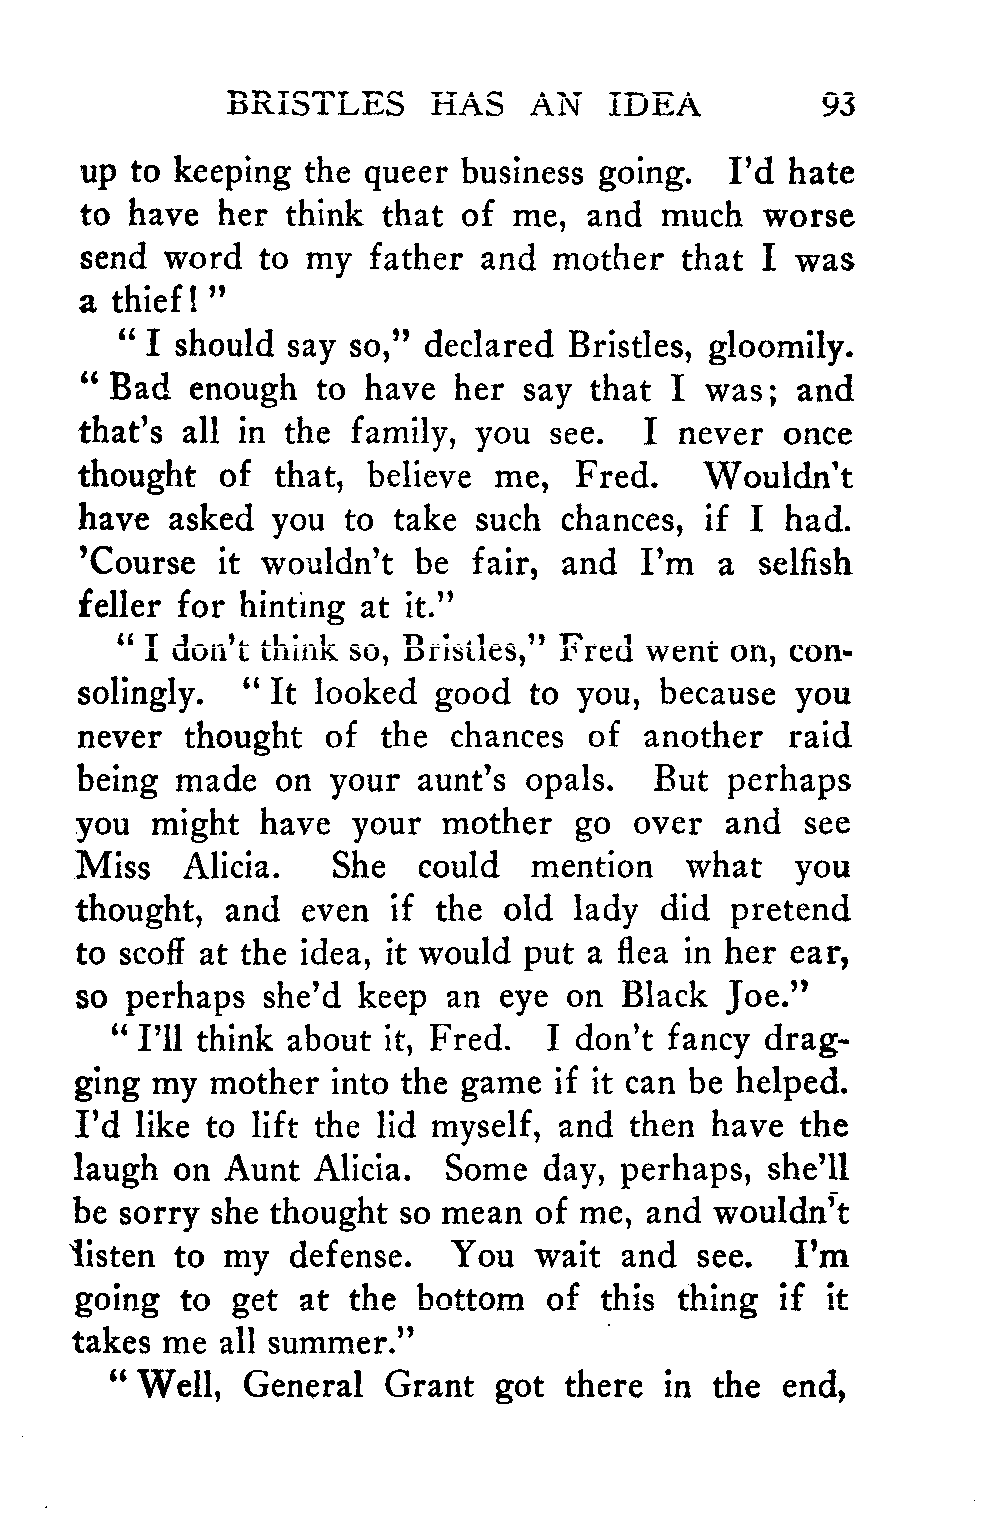 BRISTLES HAS AN IDEA 93
up to keeping the queer business going. I'd hate
to have her think that of me, and much worse
send word to my father and mother that I was
a thief! "
" I should say so," declared Bristles, gloomily.
" Bad enough to have her say that I was; and
that's all in the family, you see. I never once
thought of that, believe me, Fred. Wouldn't
have asked you to take such chances, if I had.
'Course it wouldn't be fair, and I'm a selfish
feller for hinting at it."
" I don't think so, Bristles," Fred went on, con-
solingly. " It looked good to you, because you
never thought of the chances of another raid
being made on your aunt's opals. But perhaps
you might have your mother go over and see
Miss Alicia. She could mention what you
thought, and even if the old lady did pretend
to scoff at the idea, it would put a flea in her ear,
so perhaps she'd keep an eye on Black Joe."
" I'll think about it, Fred. I don't fancy drag-
ging my mother into the game if it can be helped.
I'd like to lift the lid myself, and then have the
laugh on Aunt Alicia. Some day, perhaps, she'll
be sorry she thought so mean of me, and wouldn't
listen to my defense. You wait and see. I'm
going to get at the bottom of this thing if it
takes me all summer."
" Well, General Grant got there in the end,